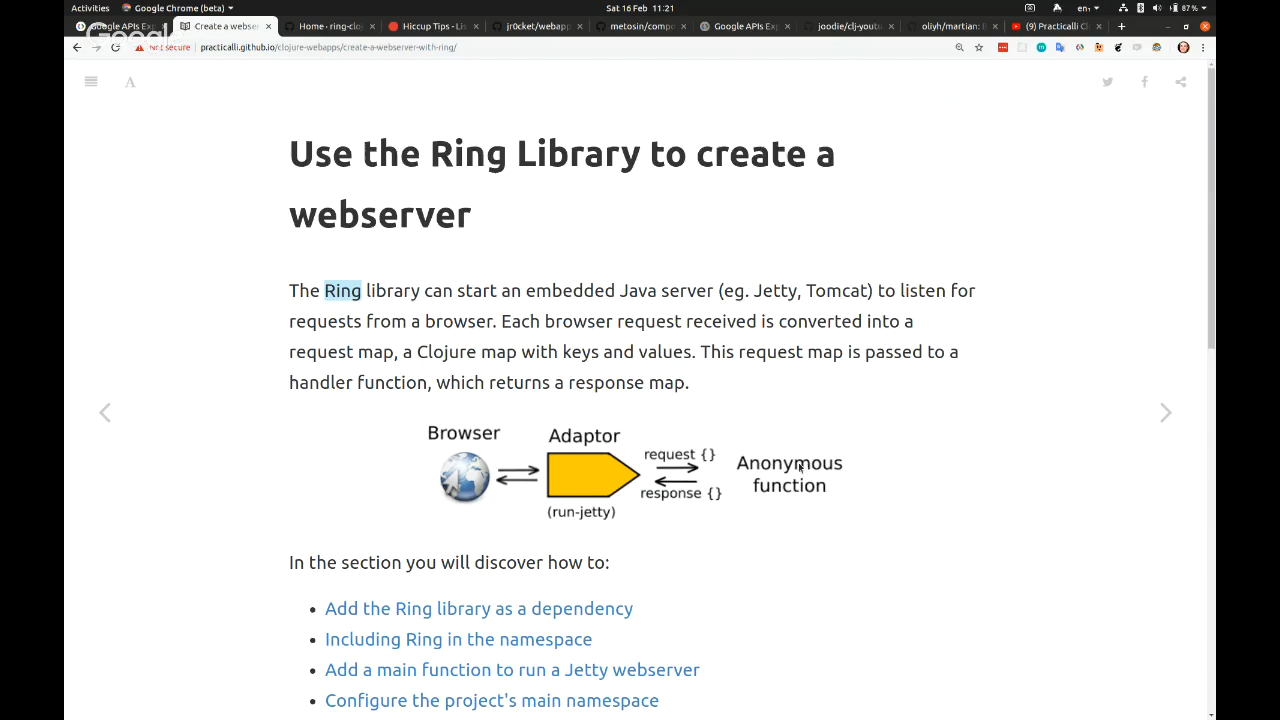 Activities
Google Chrome (beta)
Sat 16 Feb 11:21
en
87%
Google APIs Exp
Create a webser
Home · ring-clo
Hiccup Tips - Lis
jr0cket/webapp
metosin/compo
Google APIs Exp
joodie/clj-youtu
oliyh/martian:
(9) Practicalli Cl
Not secure
practicalli.github.io/clojure-webapps/create-a-webserver-with-ring/
A
Use the Ring Library to create a
webserver
The Ring library can start an embedded Java server (eg. Jetty, Tomcat) to listen for
requests from a browser. Each browser request received is converted into a
request map, a Clojure map with keys and values. This request map is passed to a
handler function, which returns a response map.
Browser
Adaptor
request {}
response {}
(run-jetty)
Anonymous
function
In the section you will discover how to:
• Add the Ring library as a dependency
• Including Ring in the namespace
• Add a main function to run a Jetty webserver
• Configure the project's main namespace